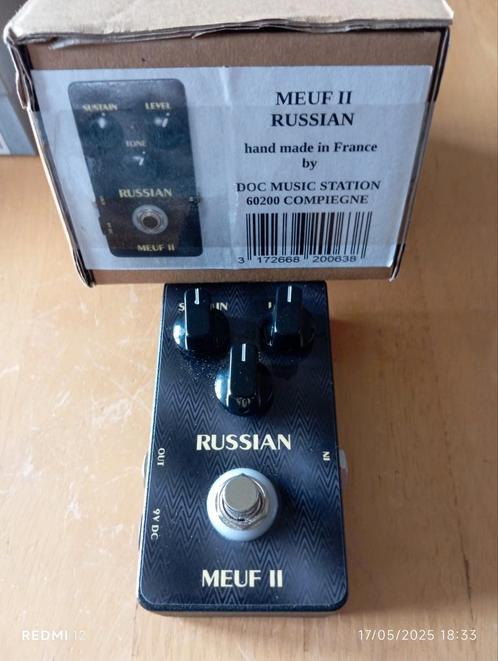 SUSTAIN LEVEL
TONE
RUSSIAN
MEUF II
MEUF II
RUSSIAN
hand made in France
by
DOC MUSIC STATION
60200 COMPIEGNE
3 172668 200638
RUSSIAN
OUT
IN
9V DC
MEUF II
REDMI 12
17/05/2025 18:33